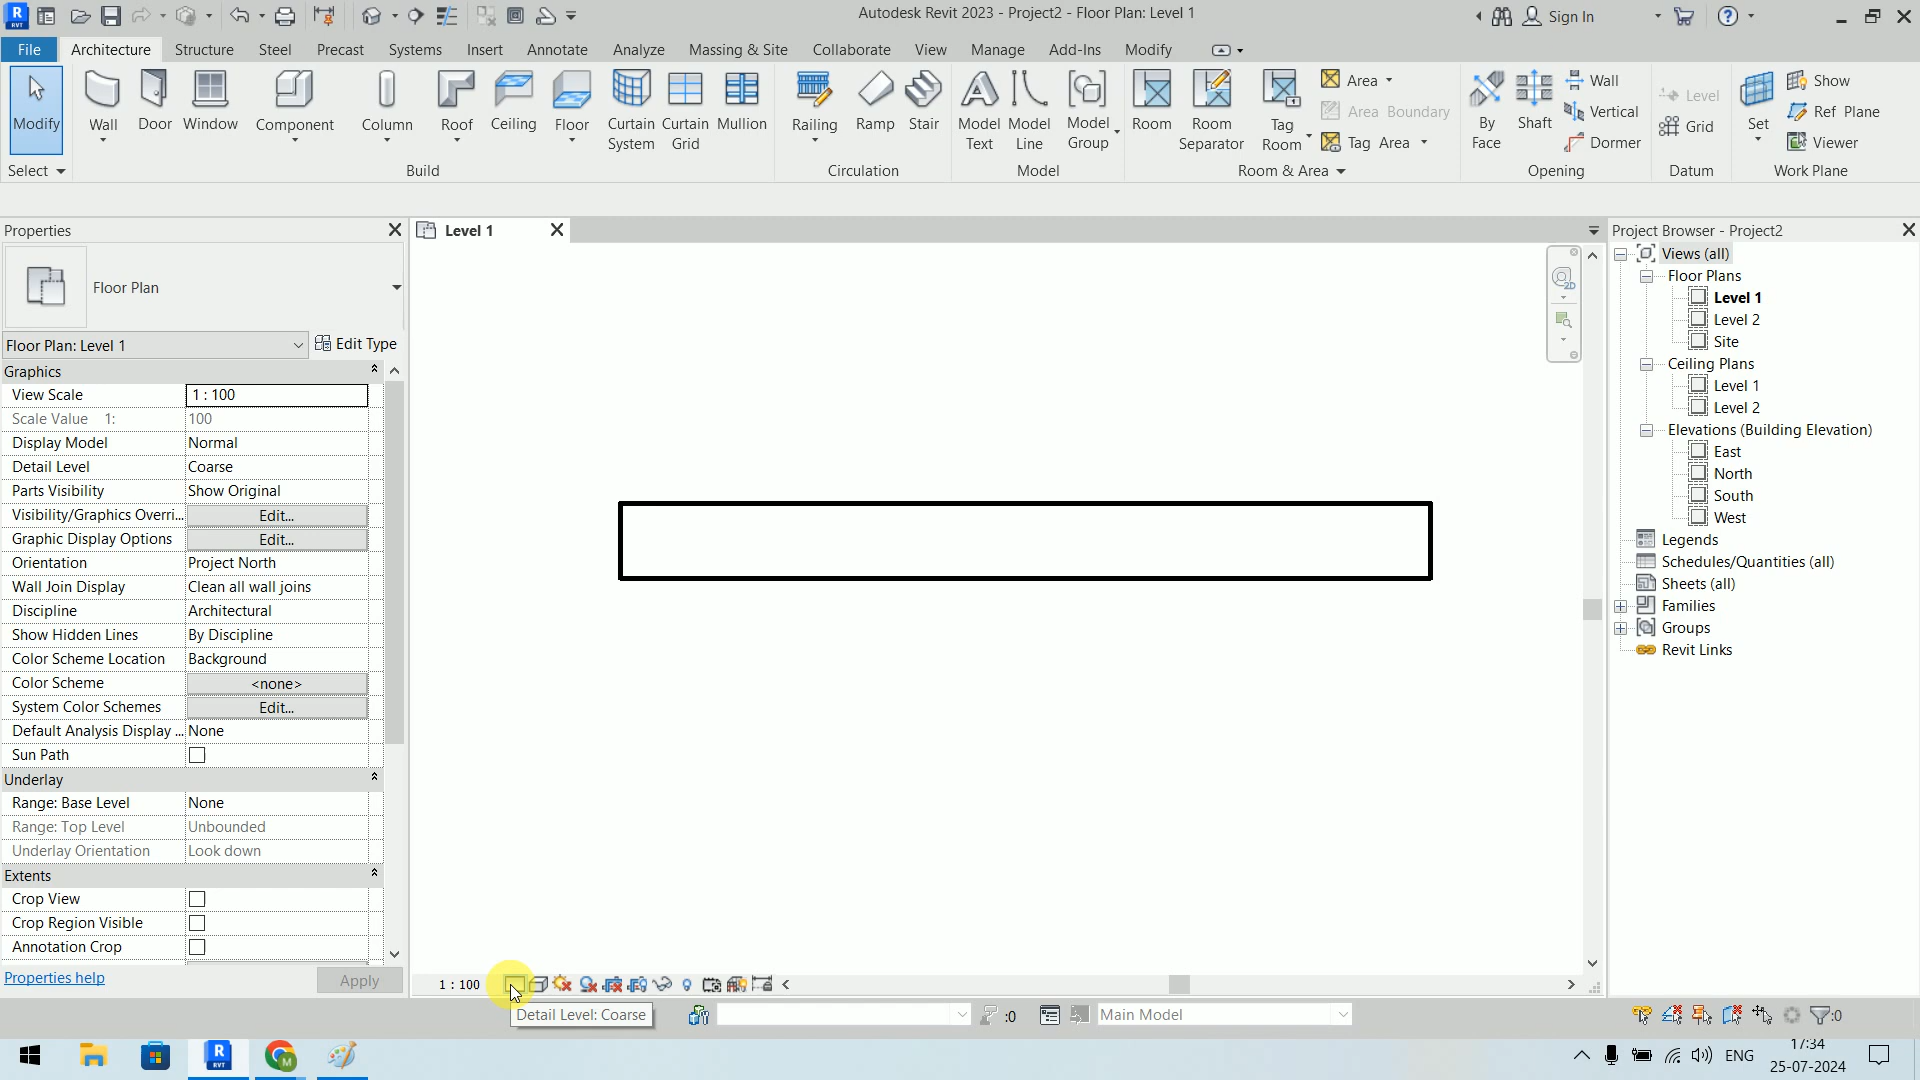 Autodesk Revit 2023 - Project2 - Floor Plan: Level 1
Sign In
File Architecture Structure Steel Precast Systems Insert Annotate Analyze Massing & Site Collaborate View Manage Add-Ins Modify
Modify
Wall Door Window Component Column Roof Ceiling Floor Curtain System Curtain Grid Mullion
Railing Ramp Stair
Model Text Model Line Model Group
Room Room Separator Tag Room
Area
Area Boundary
Tag Area
By Face Shaft
Wall
Vertical
Dormer
Level
Grid
Set
Show
Ref Plane
Viewer
Select Build Circulation Model Room & Area Opening Datum Work Plane
Properties
Floor Plan
Floor Plan: Level 1 Edit Type
Graphics
View Scale 1 : 100
Scale Value 1: 100
Display Model Normal
Detail Level Coarse
Parts Visibility Show Original
Visibility/Graphics Overri... Edit...
Graphic Display Options Edit...
Orientation Project North
Wall Join Display Clean all wall joins
Discipline Architectural
Show Hidden Lines By Discipline
Color Scheme Location Background
Color Scheme <none>
System Color Schemes Edit...
Default Analysis Display ... None
Sun Path
Underlay
Range: Base Level None
Range: Top Level Unbounded
Underlay Orientation Look down
Extents
Crop View
Crop Region Visible
Annotation Crop
Properties help Apply
Level 1
2D
1 : 100
Detail Level: Coarse
:0
Main Model
:0
Project Browser - Project2
Views (all)
Floor Plans
Level 1
Level 2
Site
Ceiling Plans
Level 1
Level 2
Elevations (Building Elevation)
East
North
South
West
Legends
Schedules/Quantities (all)
Sheets (all)
Families
Groups
Revit Links
R
RVT
M
ENG
17:34
25-07-2024